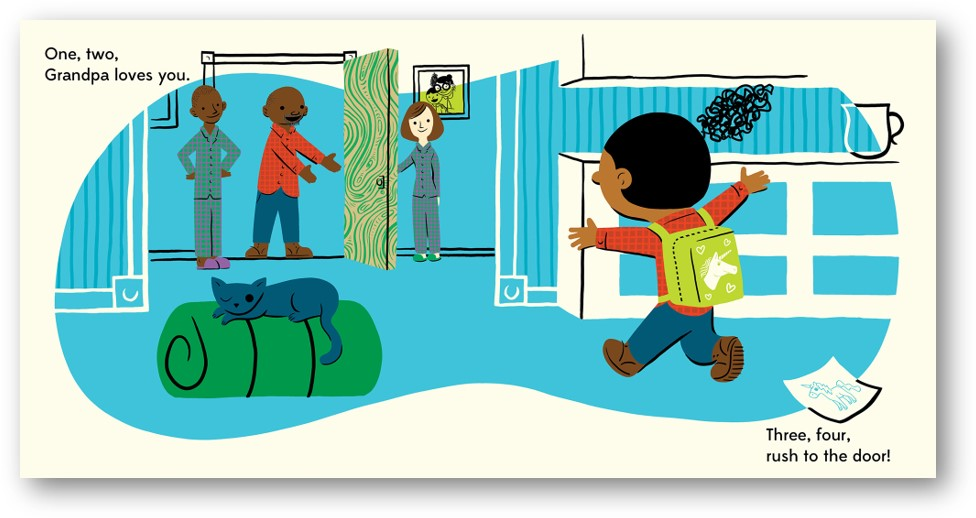 One, two,
Grandpa loves you.
Three, four,
rush to the door!